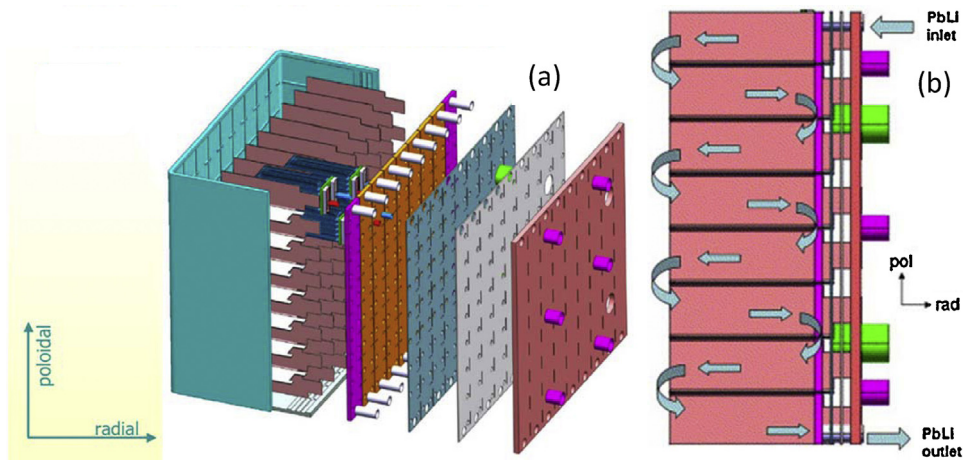 (a)
poloidal
radial
PbLi
inlet
(b)
pol
rad
PbLi
outlet